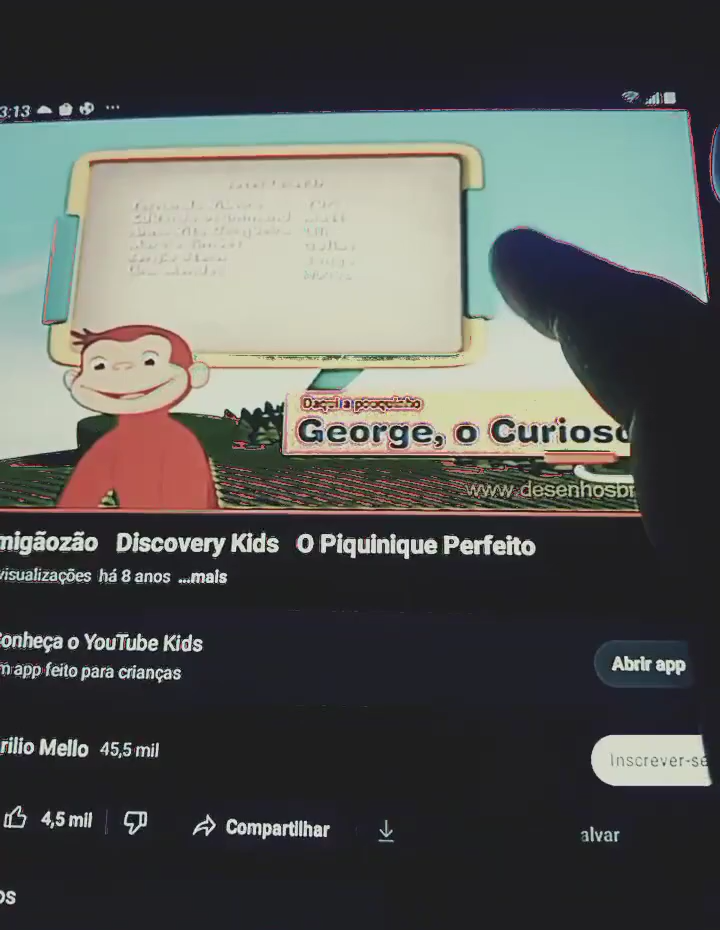 3:13
Daqui a pouquinho
George, o Curioso
www.desenhosbr
migãozão Discovery Kids O Piquinique Perfeito
visualizações há 8 anos ...mais
onheça o YouTube Kids
m app feito para crianças
Abrir app
rilio Mello 45,5 mil
Inscrever-se
4,5 mil
Compartilhar
alvar
os